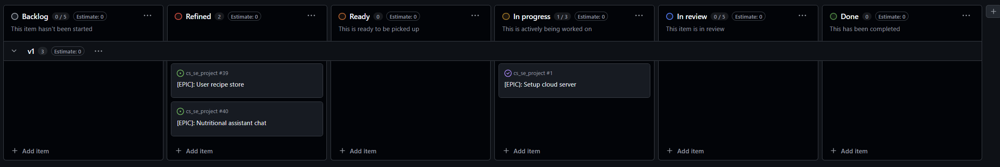 Backlog 0 / 5 Estimate: 0 ...
This item hasn't been started
Refined 2 Estimate: 0 ...
Ready 0 Estimate: 0 ...
This is ready to be picked up
In progress 1 / 3 Estimate: 0 ...
This is actively being worked on
In review 0 / 5 Estimate: 0 ...
This item is in review
Done 0 Estimate: 0 ...
This has been completed
+
v1 3 Estimate: 0 ...
cs_se_project #39
[EPIC]: User recipe store
cs_se_project #40
[EPIC]: Nutritional assistant chat
cs_se_project #1
[EPIC}: Setup cloud server
+ Add item
+ Add item
+ Add item
+ Add item
+ Add item
+ Add item